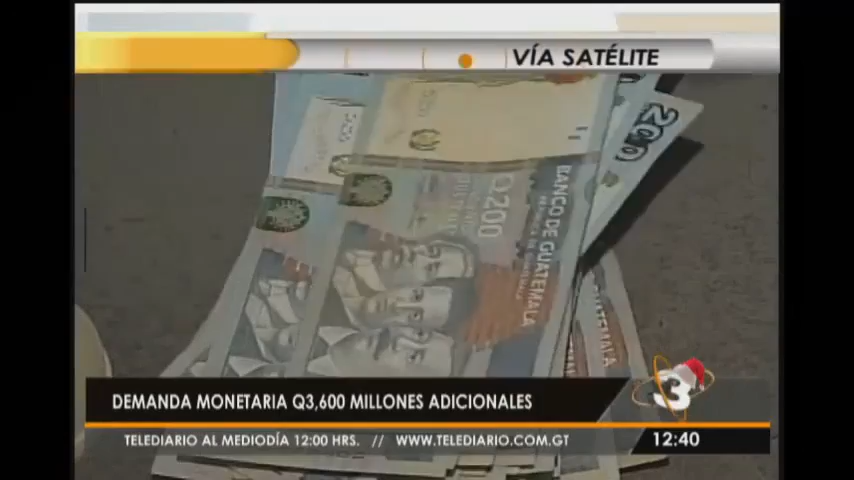 VÍA SATÉLITE
200
Q200
BANCO DE GUATEMALA
GUATEMALA
DEMANDA MONETARIA Q3,600 MILLONES ADICIONALES
3
TELEDIARIO AL MEDIODÍA 12:00 HRS. // WWW.TELEDIARIO.COM.GT
12:40